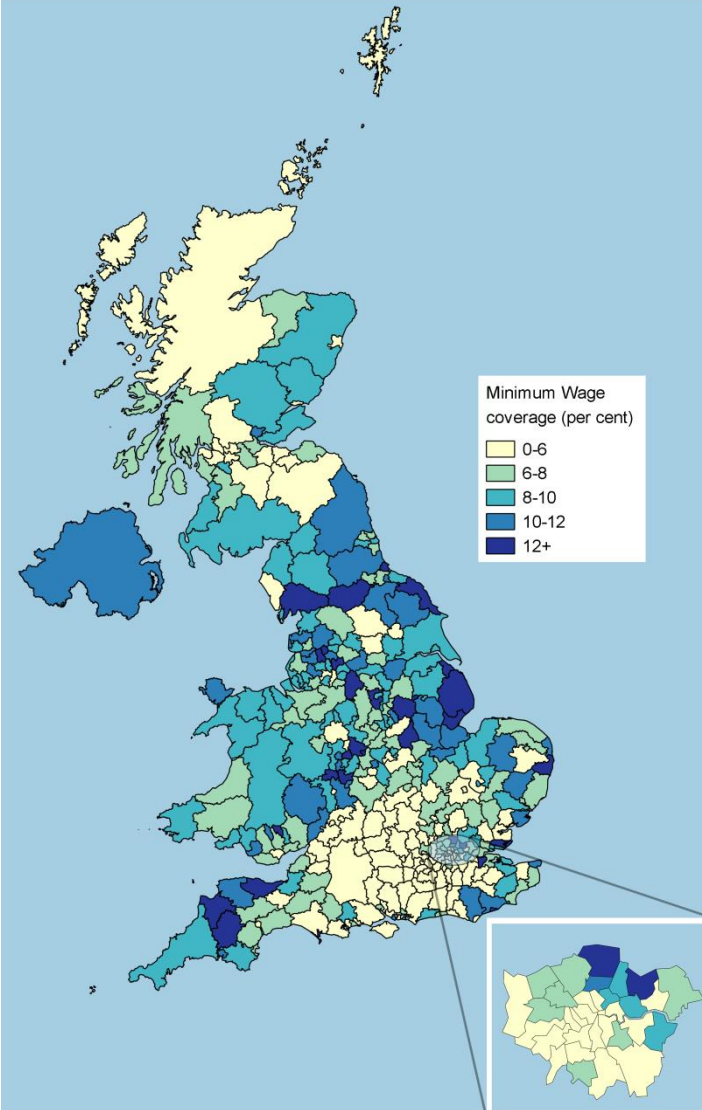 Minimum Wage
coverage (per cent)
0-6
6-8
8-10
10-12
12+